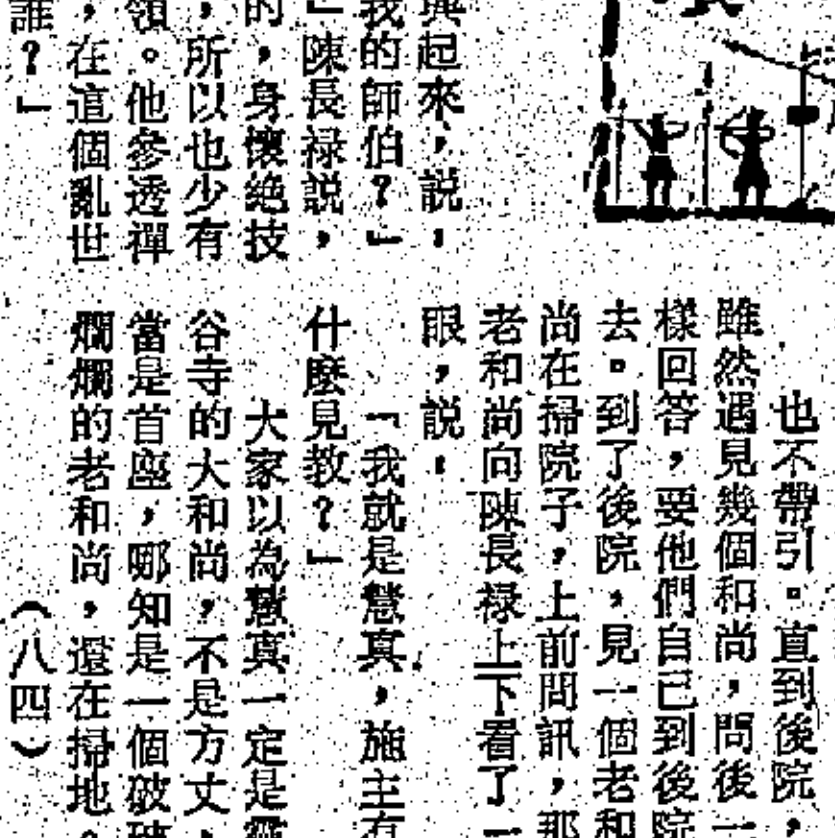 興起來，說：
我的師伯？」
」陳長禄説，
的，身懷绝技
，所以也少有
領。他參透禪
，在這個亂世
誰？」
也不帶引。直到後院，
雖然遇見幾個和尚，問後一
樣回答，要他們自己到後院
去。到了後院，見一個老和
尚在掃院子，上前問訊，那
老和尚向陳長禄上下看了一
眼，説：
「我就是慧真，施主有
什麽見教？」
大家以為慧真一定是靈
谷寺的大和尚，不是方丈，
當是首座，哪知是一個破破
爛爛的老和尚，還在掃地。
（八四）